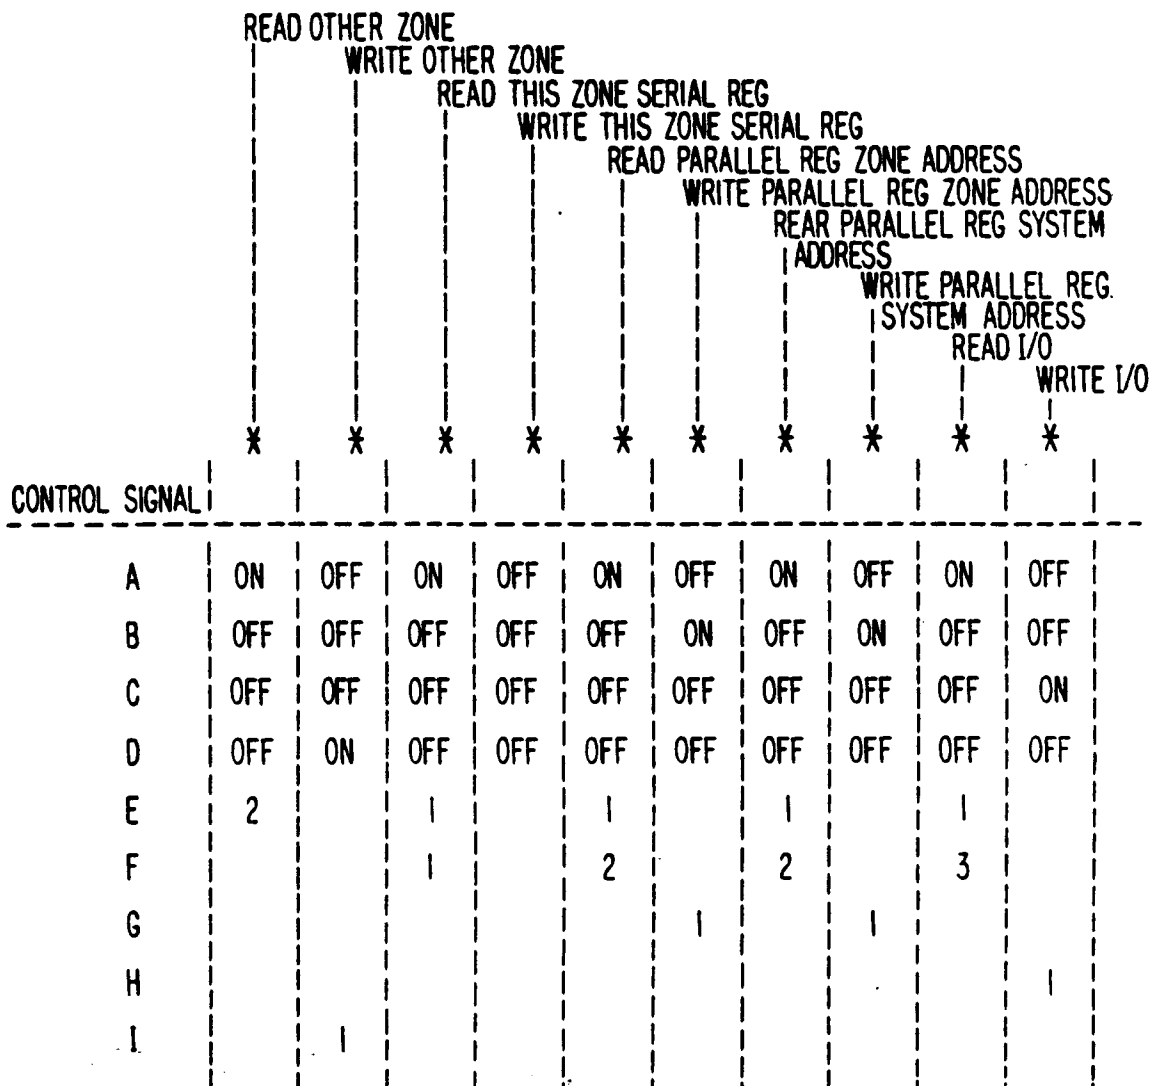 READ OTHER ZONE
WRITE OTHER ZONE
READ THIS ZONE SERIAL REG
WRITE THIS ZONE SERIAL REG
READ PARALLEL REG ZONE ADDRESS
WRITE PARALLEL REG ZONE ADDRESS
REAR PARALLEL REG SYSTEM
ADDRESS
WRITE PARALLEL REG.
SYSTEM ADDRESS
READ I/O
WRITE I/O
* * * * * * * * * *
CONTROL SIGNAL
A ON OFF ON OFF ON OFF ON OFF ON OFF
B OFF OFF OFF OFF OFF ON OFF ON OFF OFF
C OFF OFF OFF OFF OFF OFF OFF OFF OFF ON
D OFF ON OFF OFF OFF OFF OFF OFF OFF OFF
E 2 1 1 1 1
F 1 2 2 3
G 1 1
H 1
I 1